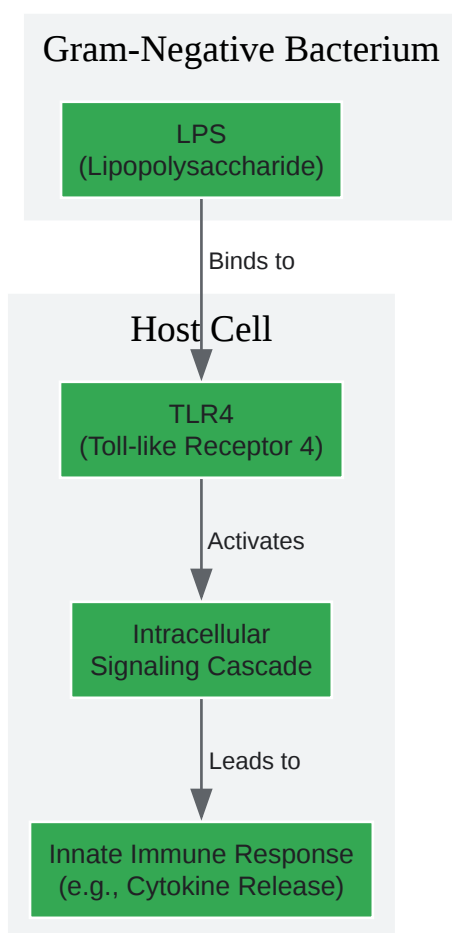 Gram-Negative Bacterium
LPS
(Lipopolysaccharide)
Binds to
Host Cell
TLR4
(Toll-like Receptor 4)
Activates
Intracellular
Signaling Cascade
Leads to
Innate Immune Response
(e.g., Cytokine Release)